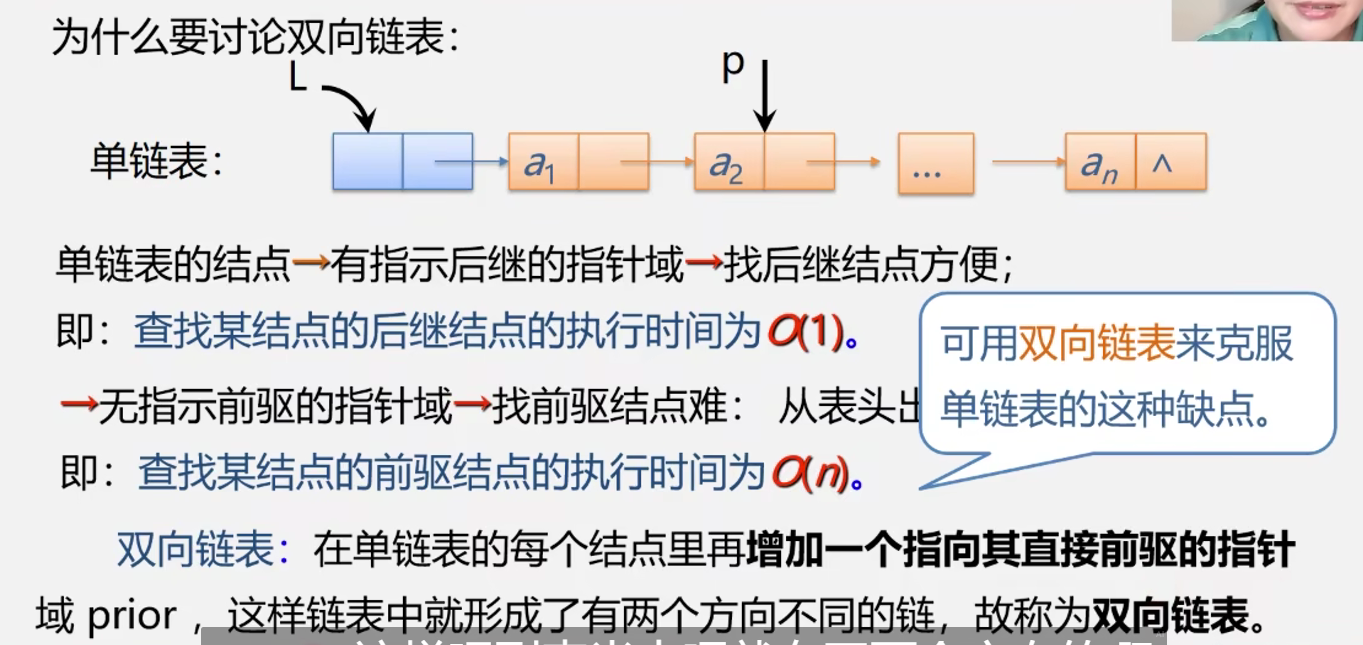 为什么要讨论双向链表：
L
p
单链表：
a1 a2 … an ∧
单链表的结点→有指示后继的指针域→找后继结点方便；
即：查找某结点的后继结点的执行时间为O(1)。
→无指示前驱的指针域→找前驱结点难： 从表头出
可用双向链表来克服
单链表的这种缺点。
即：查找某结点的前驱结点的执行时间为O(n)。
双向链表：在单链表的每个结点里再增加一个指向其直接前驱的指针
域 prior ，这样链表中就形成了有两个方向不同的链，故称为双向链表。